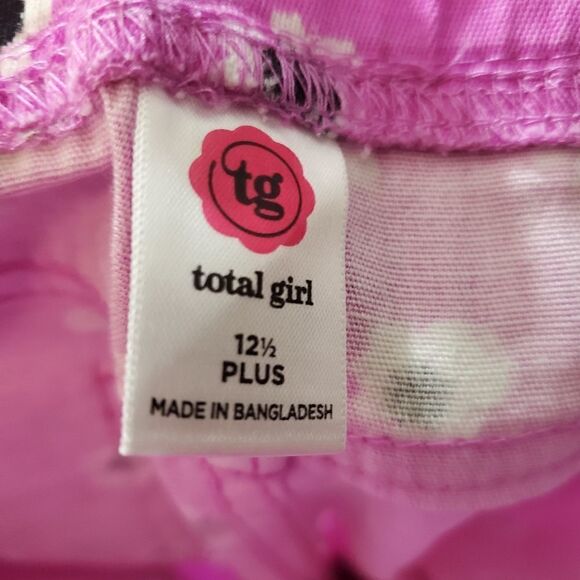 tg
total girl
12½
PLUS
MADE IN BANGLADESH